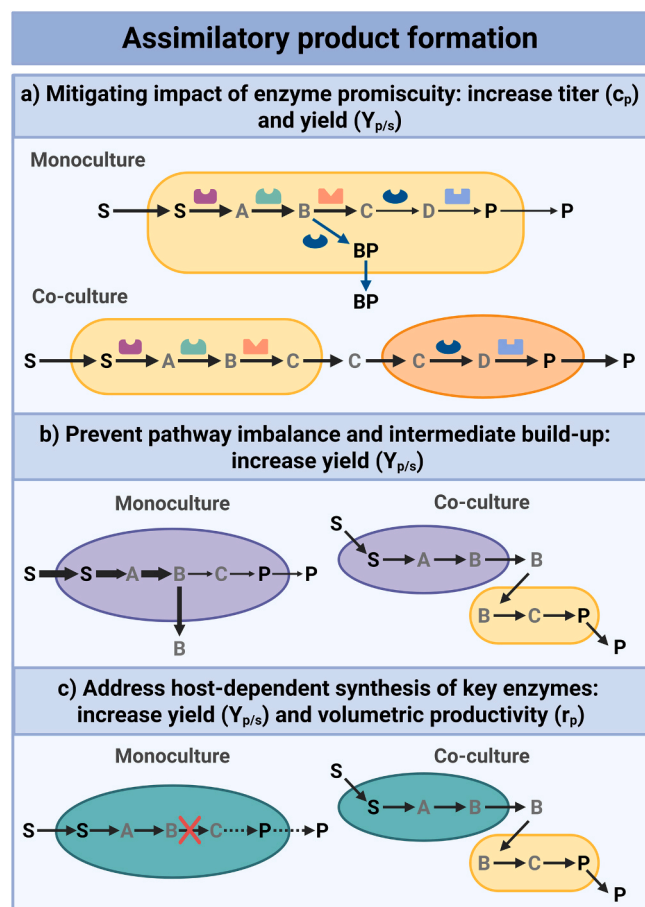 Assimilatory product formation
a) Mitigating impact of enzyme promiscuity: increase titer (cₚ)
and yield (Yₚ/ₛ)
Monoculture
S S A B C D P P
BP
BP
Co-culture
S S A B C C C D P P
b) Prevent pathway imbalance and intermediate build-up:
increase yield (Yₚ/ₛ)
Monoculture
S S A B C P P
B
Co-culture
S
S A B B
B C P
P
c) Address host-dependent synthesis of key enzymes:
increase yield (Yₚ/ₛ) and volumetric productivity (rₚ)
Monoculture
S S A B C P P
Co-culture
S
S A B B
B C P
P